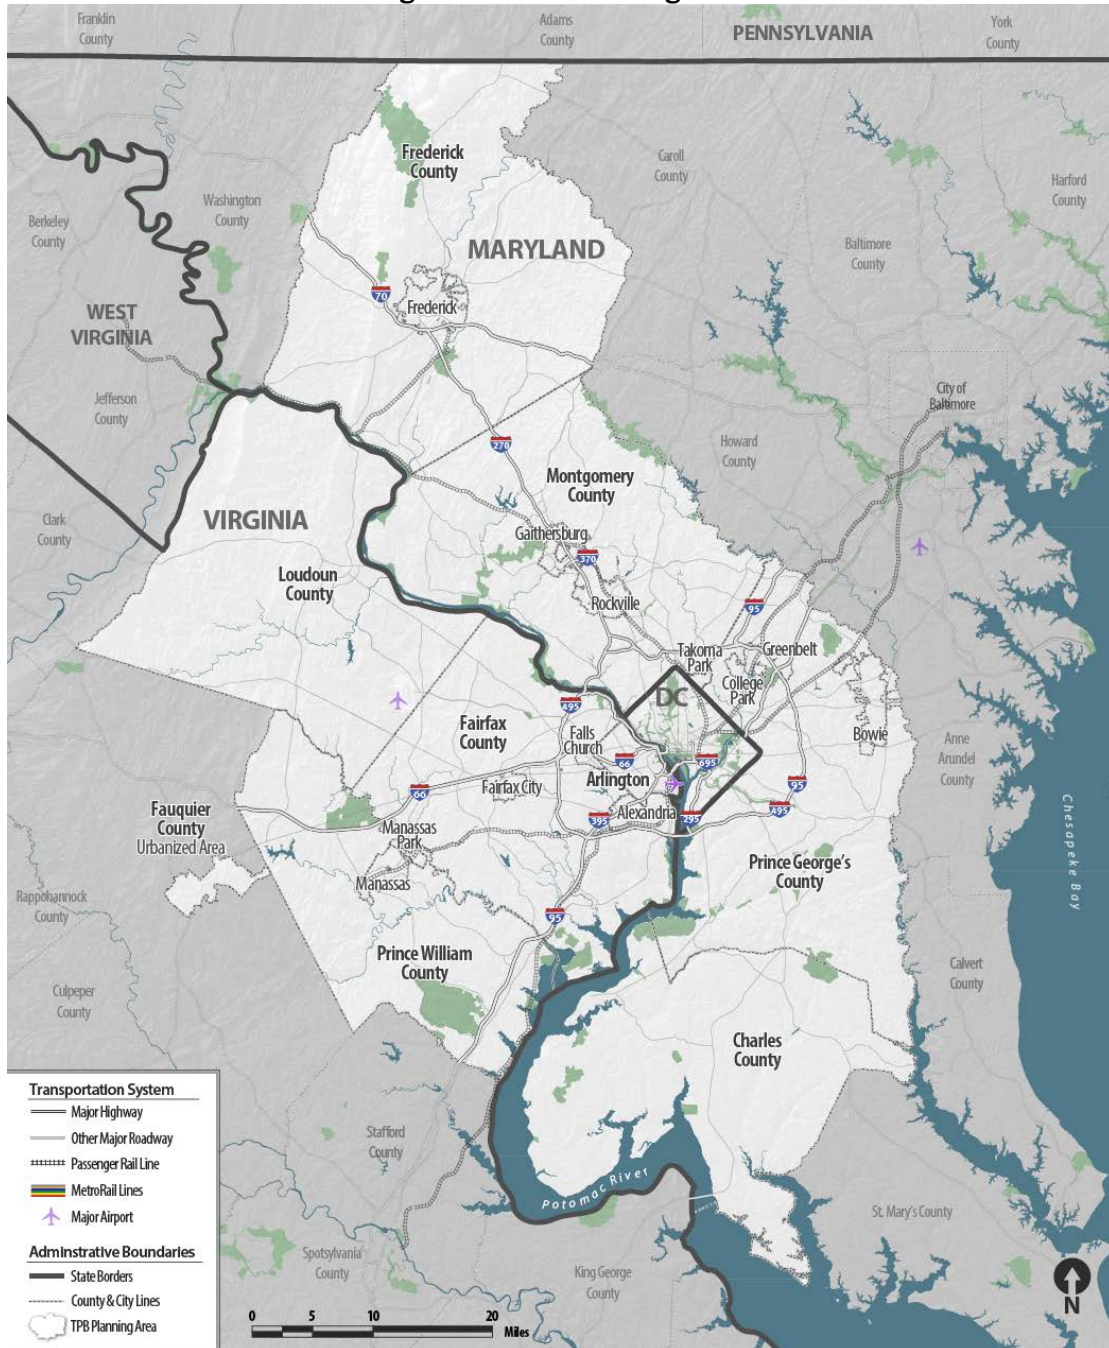 Franklin
County
Adams
County
PENNSYLVANIA
York
County
Frederick
County
Caroll
County
Harford
County
Washington
County
Berkeley
County
MARYLAND
Baltimore
County
70
Frederick
WEST
VIRGINIA
Jefferson
County
City of
Baltimore
270
Howard
County
Montgomery
County
VIRGINIA
Clark
County
Gaithersburg
370
Loudoun
County
Rockville
95
Takoma
Park
Greenbelt
College
Park
DC
495
Fairfax
County
Falls
Church
Bowie
Anne
Arundel
County
66
695
Arlington
95
66
Fairfax City
495
Fauquier
County
Urbanized Area
395
Alexandria
295
Manassas
Park
Chesapeke Bay
Prince George's
County
Manassas
Rappohannock
County
95
Prince William
County
Calvert
County
Culpeper
County
Charles
County
Transportation System
Major Highway
Other Major Roadway
Passenger Rail Line
MetroRail Lines
Major Airport
Adminstrative Boundaries
State Borders
County & City Lines
TPB Planning Area
Stafford
County
Potomac River
St. Mary's County
Spotsylvania
County
King George
County
0 5 10 20
Miles
N